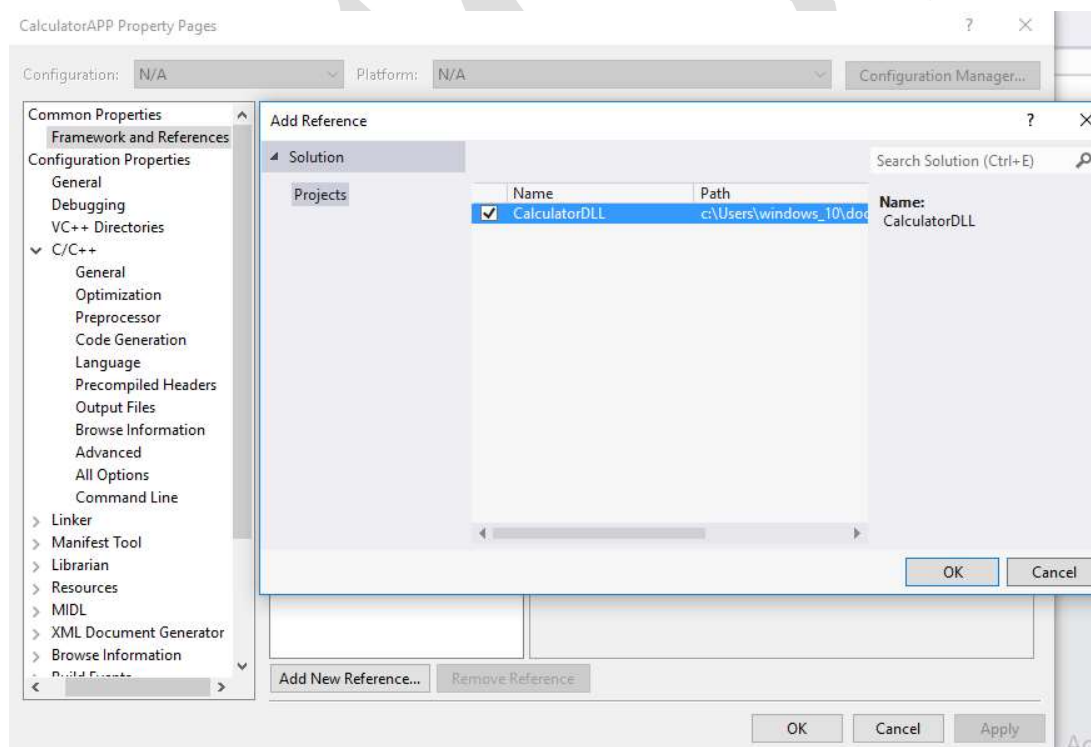 CalculatorAPP Property Pages
Configuration: N/A Platform: N/A Configuration Manager...
Common Properties
Framework and References
Configuration Properties
General
Debugging
VC++ Directories
C/C++
General
Optimization
Preprocessor
Code Generation
Language
Precompiled Headers
Output Files
Browse Information
Advanced
All Options
Command Line
Linker
Manifest Tool
Librarian
Resources
MIDL
XML Document Generator
Browse Information
Add Reference
Solution
Search Solution (Ctrl+E)
Projects
Name Path
CalculatorDLL c:\Users\windows_10\doc
Name:
CalculatorDLL
OK Cancel
Add New Reference... Remove Reference
OK Cancel Apply